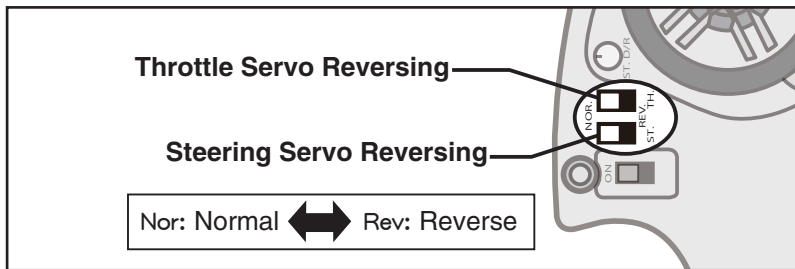 Throttle Servo Reversing
Steering Servo Reversing
Nor: Normal Rev: Reverse
ST. D/R
NOR.
REV.
TH.
ST.
ON